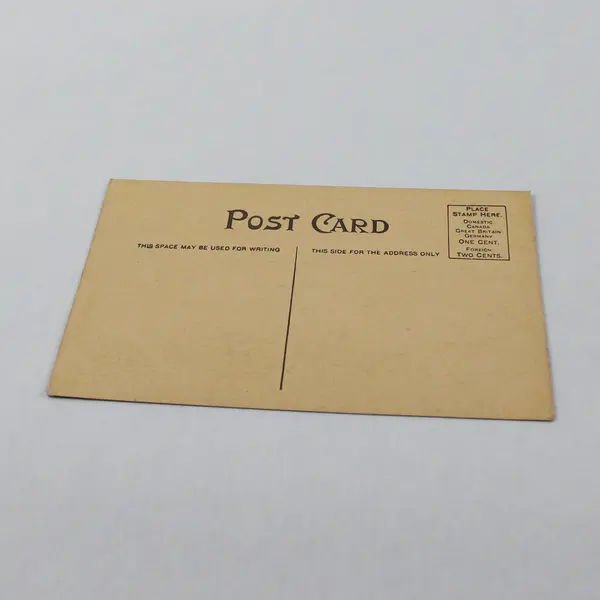 POST CARD
THIS SPACE MAY BE USED FOR WRITING
THIS SIDE FOR THE ADDRESS ONLY
PLACE
STAMP HERE.
DOMESTIC
CANADA
GREAT BRITAIN
GERMANY
ONE CENT.
FOREIGN
TWO CENTS.